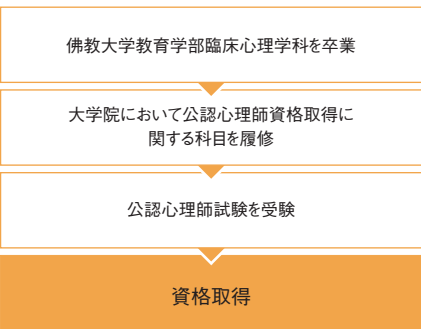 佛教大学教育学部臨床心理学科を卒業
大学院において公認心理師資格取得に
関する科目を履修
公認心理師試験を受験
資格取得